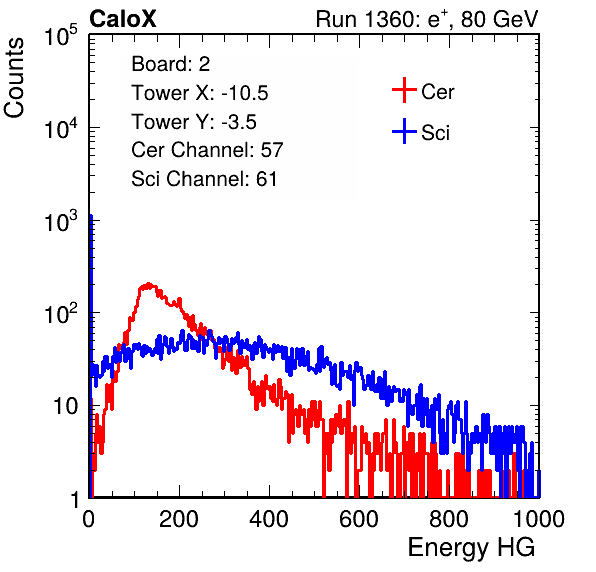 CaloX Run 1360: e⁺, 80 GeV
Counts
10⁵
10⁴
10³
10²
10
1
Board: 2
Tower X: -10.5
Tower Y: -3.5
Cer Channel: 57
Sci Channel: 61
Cer
Sci
0 200 400 600 800 1000
Energy HG